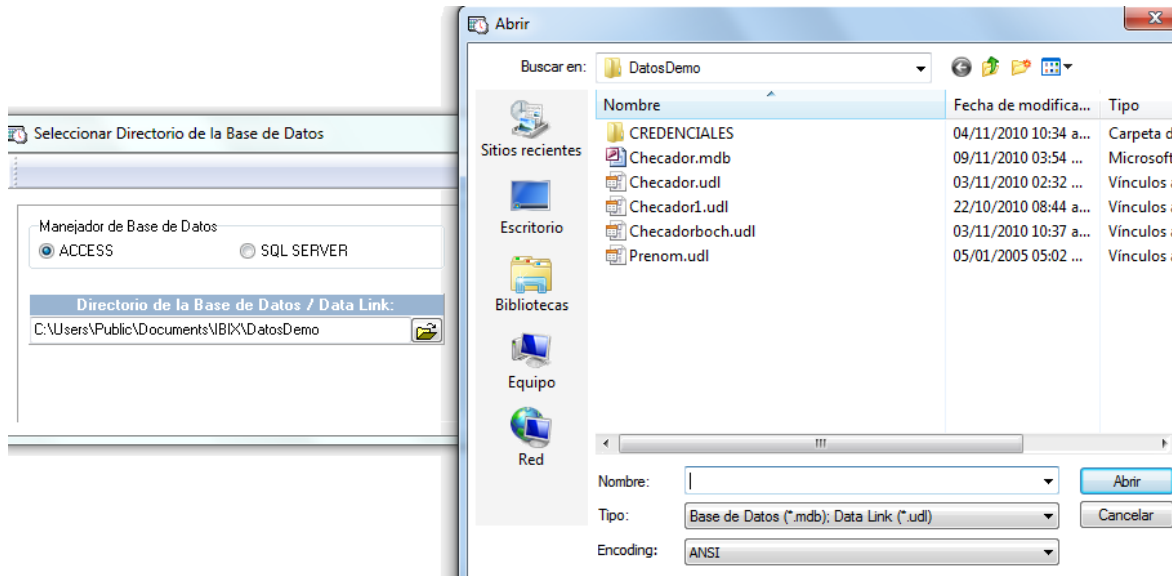 Seleccionar Directorio de la Base de Datos
Manejador de Base de Datos
ACCESS
SQL SERVER
Directorio de la Base de Datos / Data Link:
C:\Users\Public\Documents\IBIX\DatosDemo
Abrir
Buscar en:
DatosDemo
Sitios recientes
Escritorio
Bibliotecas
Equipo
Red
Nombre Fecha de modifica... Tipo
CREDENCIALES 04/11/2010 10:34 a... Carpeta d
Checador.mdb 09/11/2010 03:54 ... Microsoft
Checador.udl 03/11/2010 02:32 ... Vínculos a
Checador1.udl 22/10/2010 08:44 a... Vínculos a
Checadorboch.udl 03/11/2010 10:37 a... Vínculos a
Prenom.udl 05/01/2005 05:02 ... Vínculos a
Nombre:
Abrir
Tipo:
Base de Datos (*.mdb); Data Link (*.udl)
Cancelar
Encoding:
ANSI